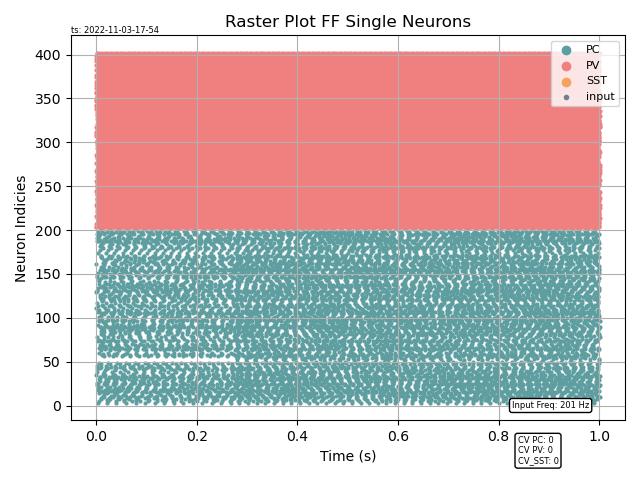 Raster Plot FF Single Neurons
ts: 2022-11-03-17-54
PC
PV
SST
input
400
350
300
250
200
150
100
50
0
Neuron Indicies
Input Freq: 201 Hz
0.0 0.2 0.4 0.6 0.8 1.0
Time (s)
CV PC: 0
CV PV: 0
CV_SST: 0